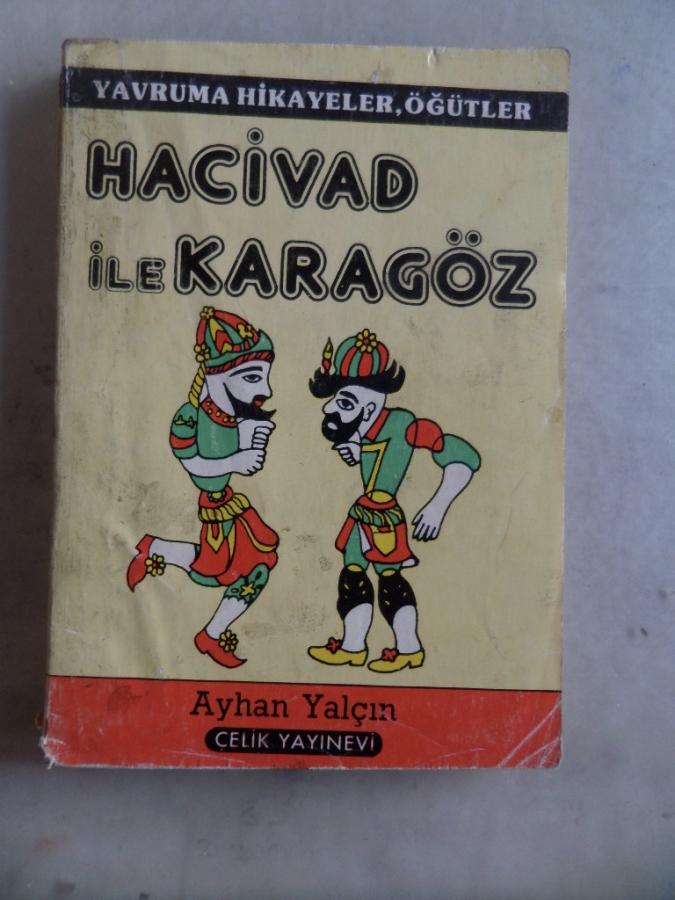 YAVRUMA HİKAYELER, ÖĞÜTLER
HACİVAD
İLE KARAGÖZ
Ayhan Yalçın
ÇELİK YAYINEVİ